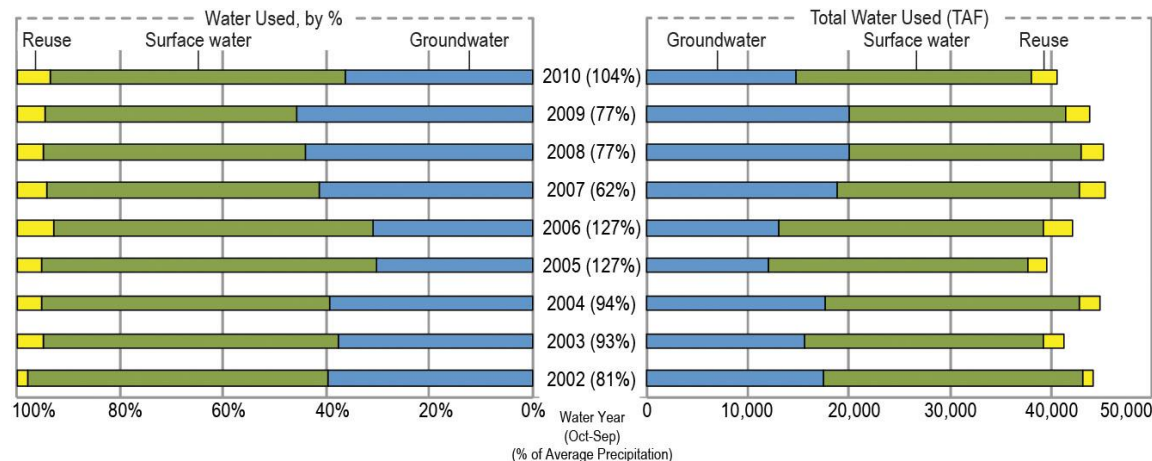 Water Used, by %
Reuse Surface water Groundwater
Total Water Used (TAF)
Groundwater Surface water Reuse
2010 (104%)
2009 (77%)
2008 (77%)
2007 (62%)
2006 (127%)
2005 (127%)
2004 (94%)
2003 (93%)
2002 (81%)
100% 80% 60% 40% 20% 0%
Water Year
(Oct-Sep)
(% of Average Precipitation)
0 10,000 20,000 30,000 40,000 50,000